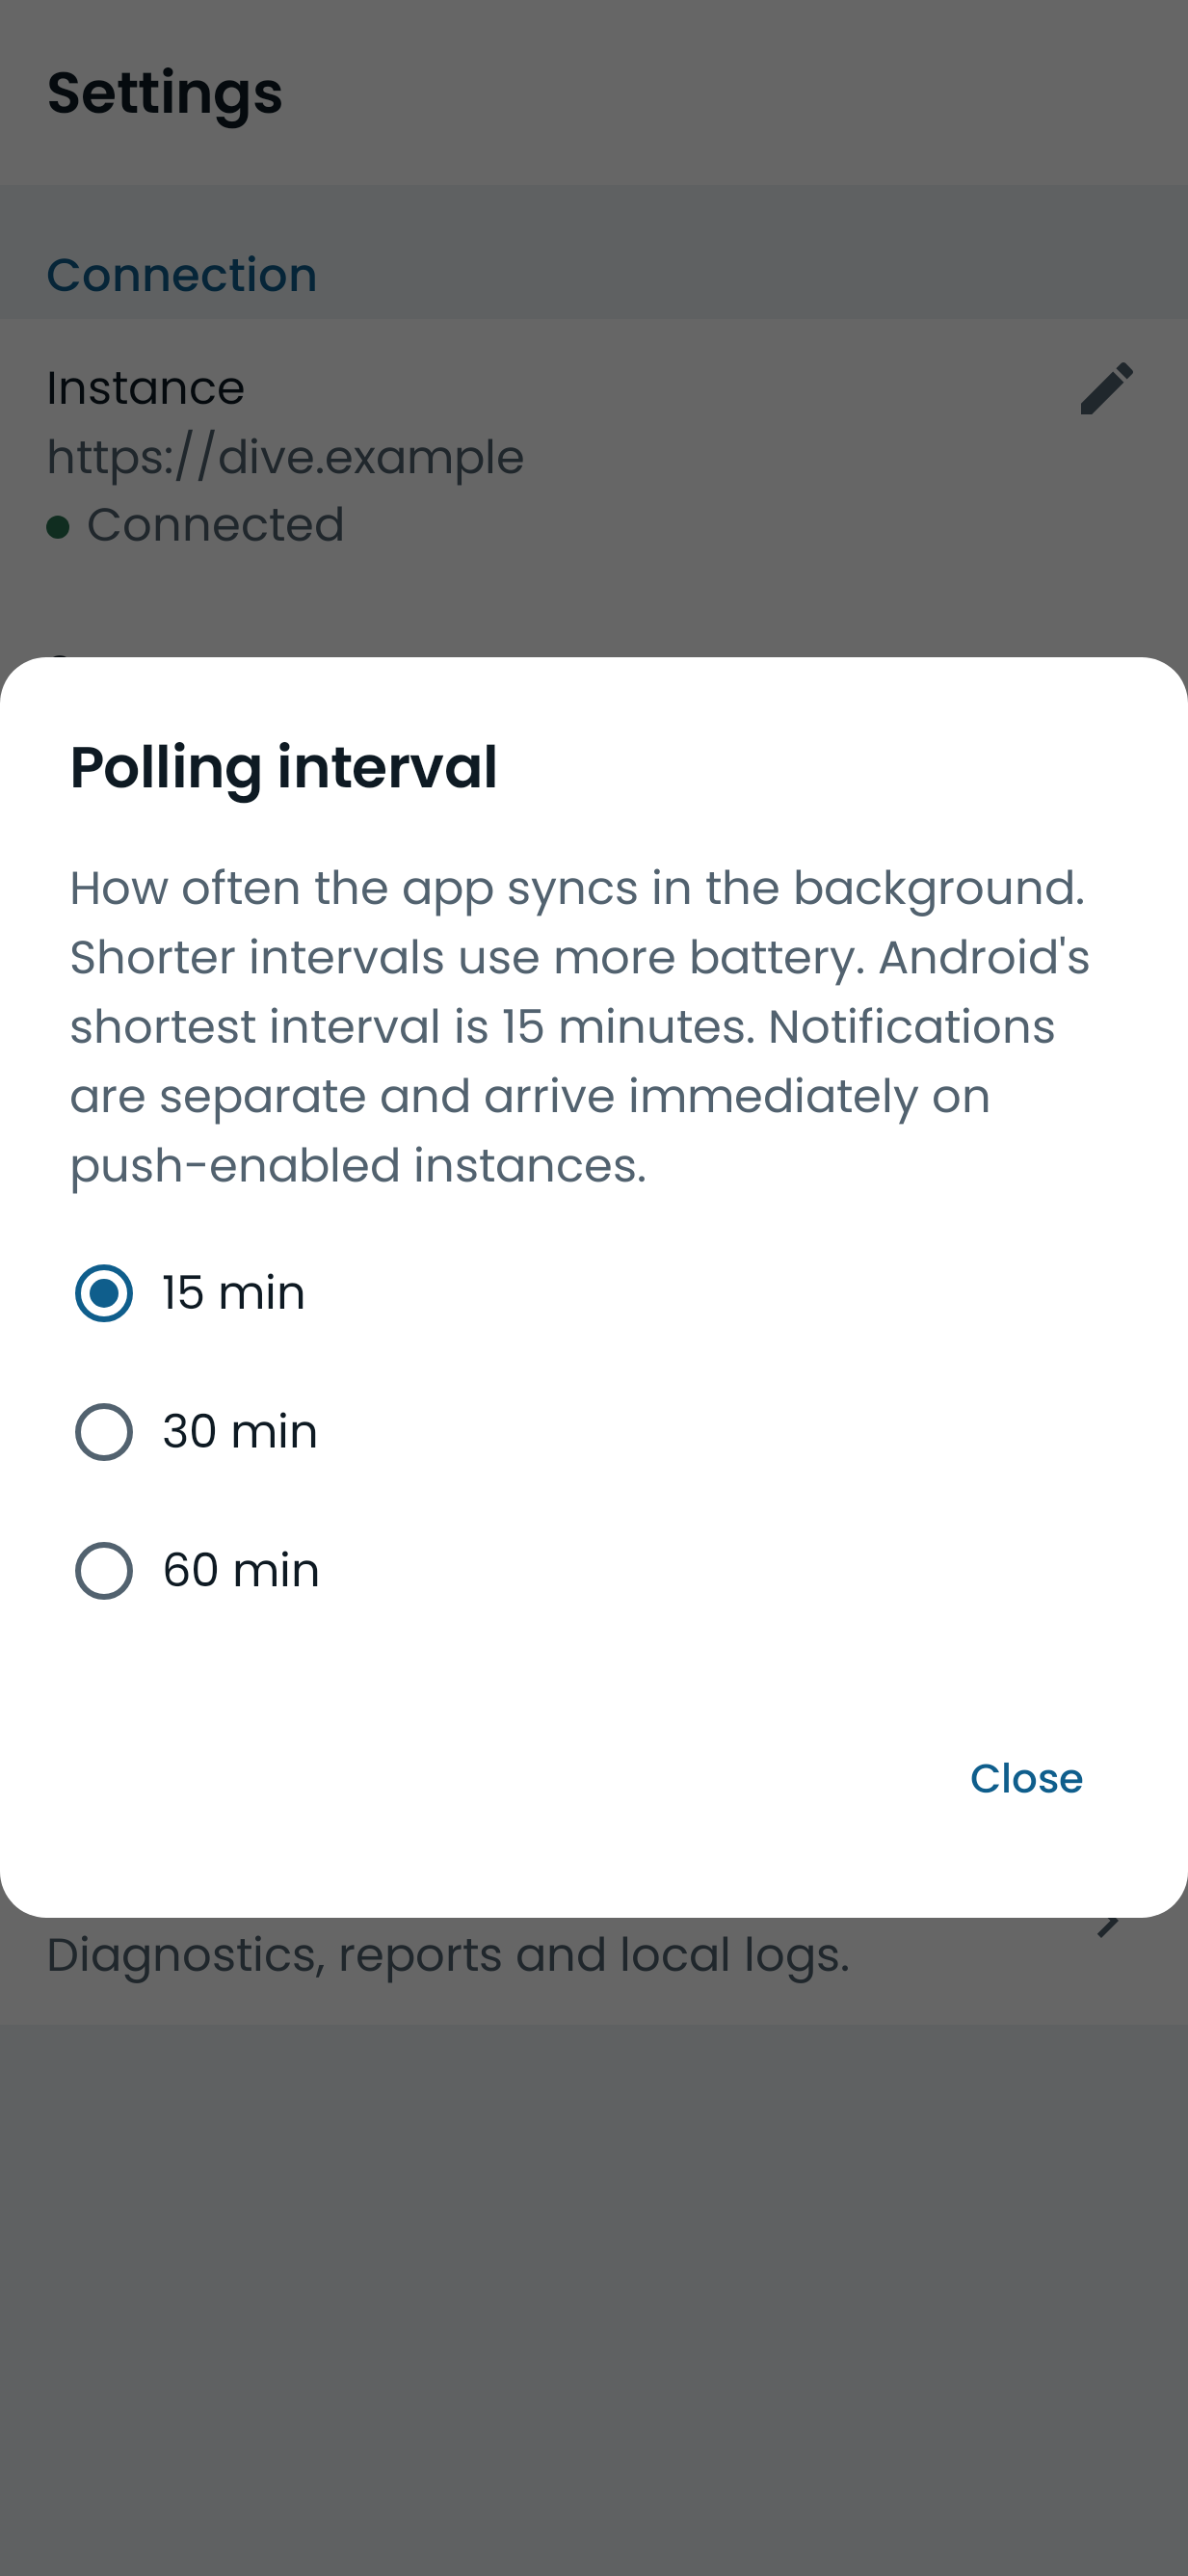 Settings
Connection
Instance
https://dive.example
Connected
Polling interval
How often the app syncs in the background.
Shorter intervals use more battery. Android's
shortest interval is 15 minutes. Notifications
are separate and arrive immediately on
push-enabled instances.
15 min
30 min
60 min
Close
Diagnostics, reports and local logs.